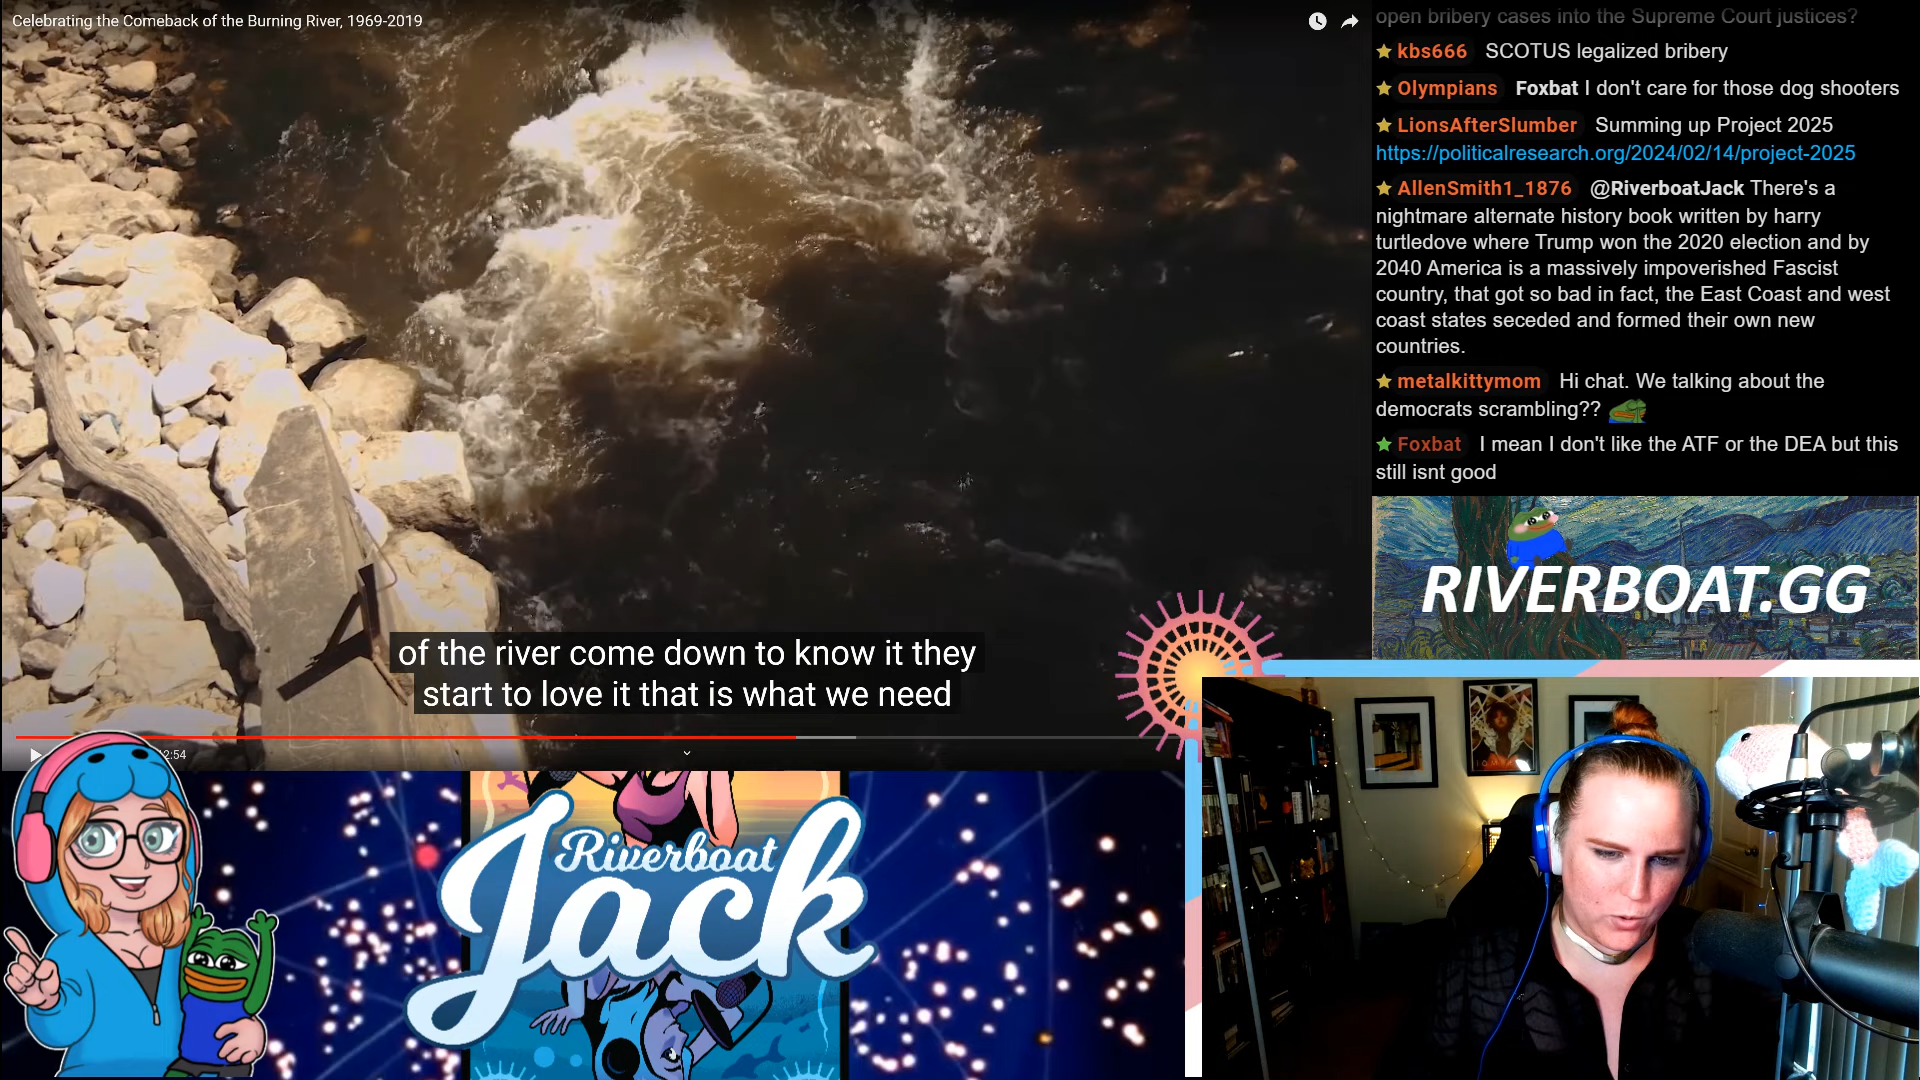 Celebrating the Comeback of the Burning River, 1969-2019
of the river come down to know it they
start to love it that is what we need
2:54
open bribery cases into the Supreme Court justices?
kbs666 SCOTUS legalized bribery
Olympians Foxbat I don't care for those dog shooters
LionsAfterSlumber Summing up Project 2025
https://politicalresearch.org/2024/02/14/project-2025
AllenSmith1_1876 @RiverboatJack There's a
nightmare alternate history book written by harry
turtledove where Trump won the 2020 election and by
2040 America is a massively impoverished Fascist
country, that got so bad in fact, the East Coast and west
coast states seceded and formed their own new
countries.
metalkittymom Hi chat. We talking about the
democrats scrambling??
Foxbat I mean I don't like the ATF or the DEA but this
still isnt good
RIVERBOAT.GG
Riverboat
Jack